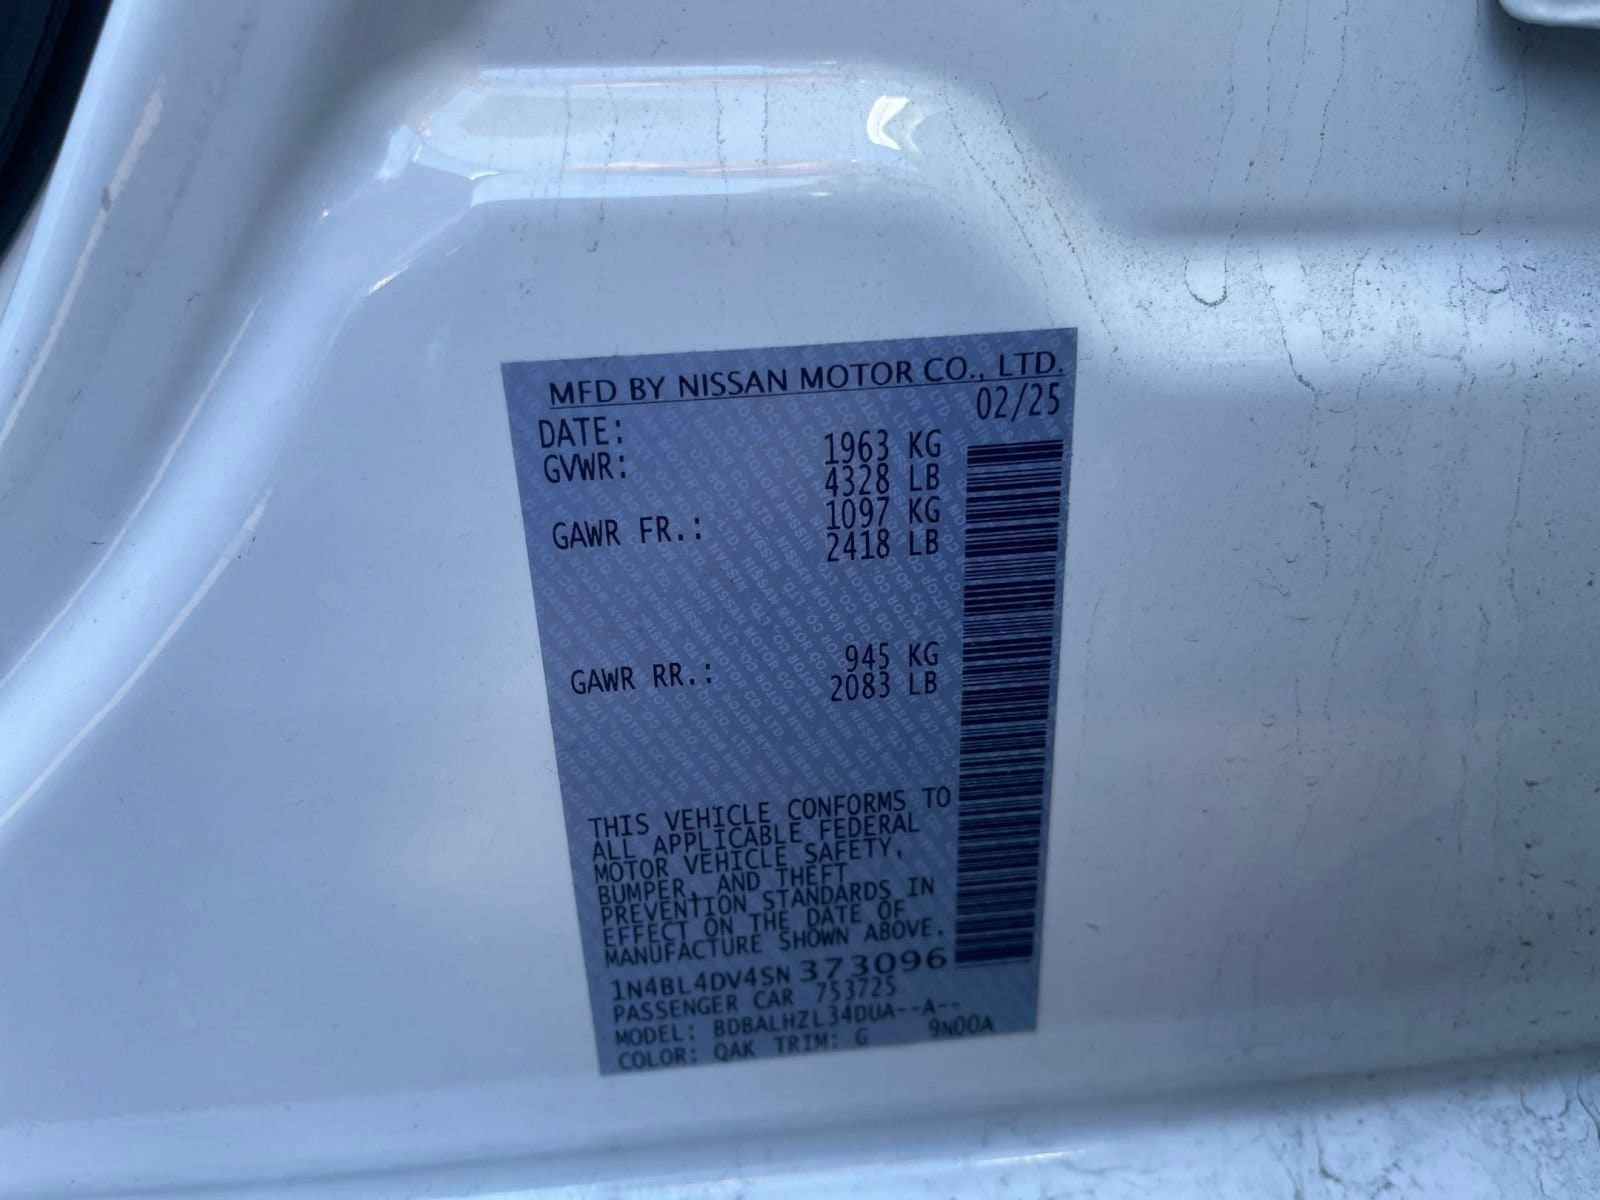 MFD BY NISSAN MOTOR CO., LTD.
DATE: 02/25
GVWR: 1963 KG
4328 LB
GAWR FR.: 1097 KG
2418 LB
GAWR RR.: 945 KG
2083 LB
THIS VEHICLE CONFORMS TO
ALL APPLICABLE FEDERAL
MOTOR VEHICLE SAFETY,
BUMPER, AND THEFT
PREVENTION STANDARDS IN
EFFECT ON THE DATE OF
MANUFACTURE SHOWN ABOVE.
1N4BL4DV4SN373096
PASSENGER CAR 753725
MODEL: BDBALHZL34DUA--A--
COLOR: QAK TRIM: G 9N00A